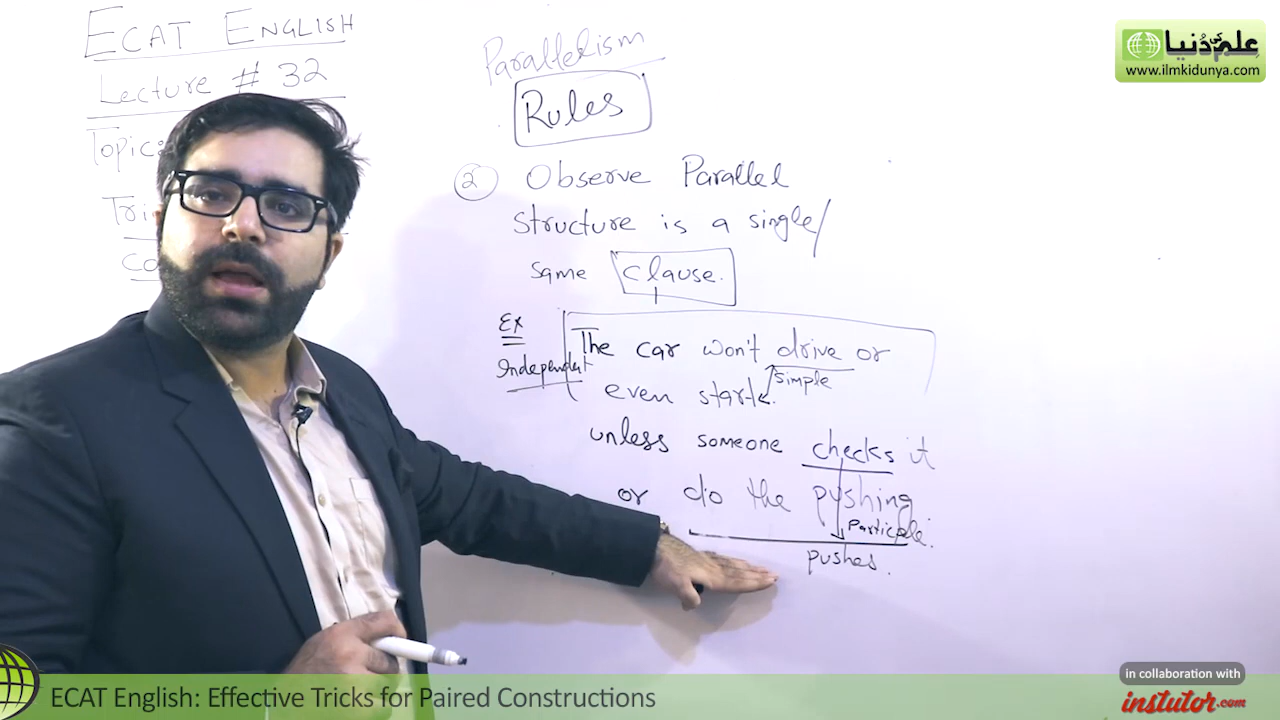 ECAT ENGLISH
Lecture # 32
Topic:
Parallelism
Rules
2 Observe Parallel
structure is a single/
same clause.
Ex
Independent
The car won't drive or
simple
even start.
unless someone checks it
or do the pushing
Participle.
pushes.
علم کی دنیا
www.ilmkidunya.com
ECAT English: Effective Tricks for Paired Constructions
in collaboration with
instutor.com